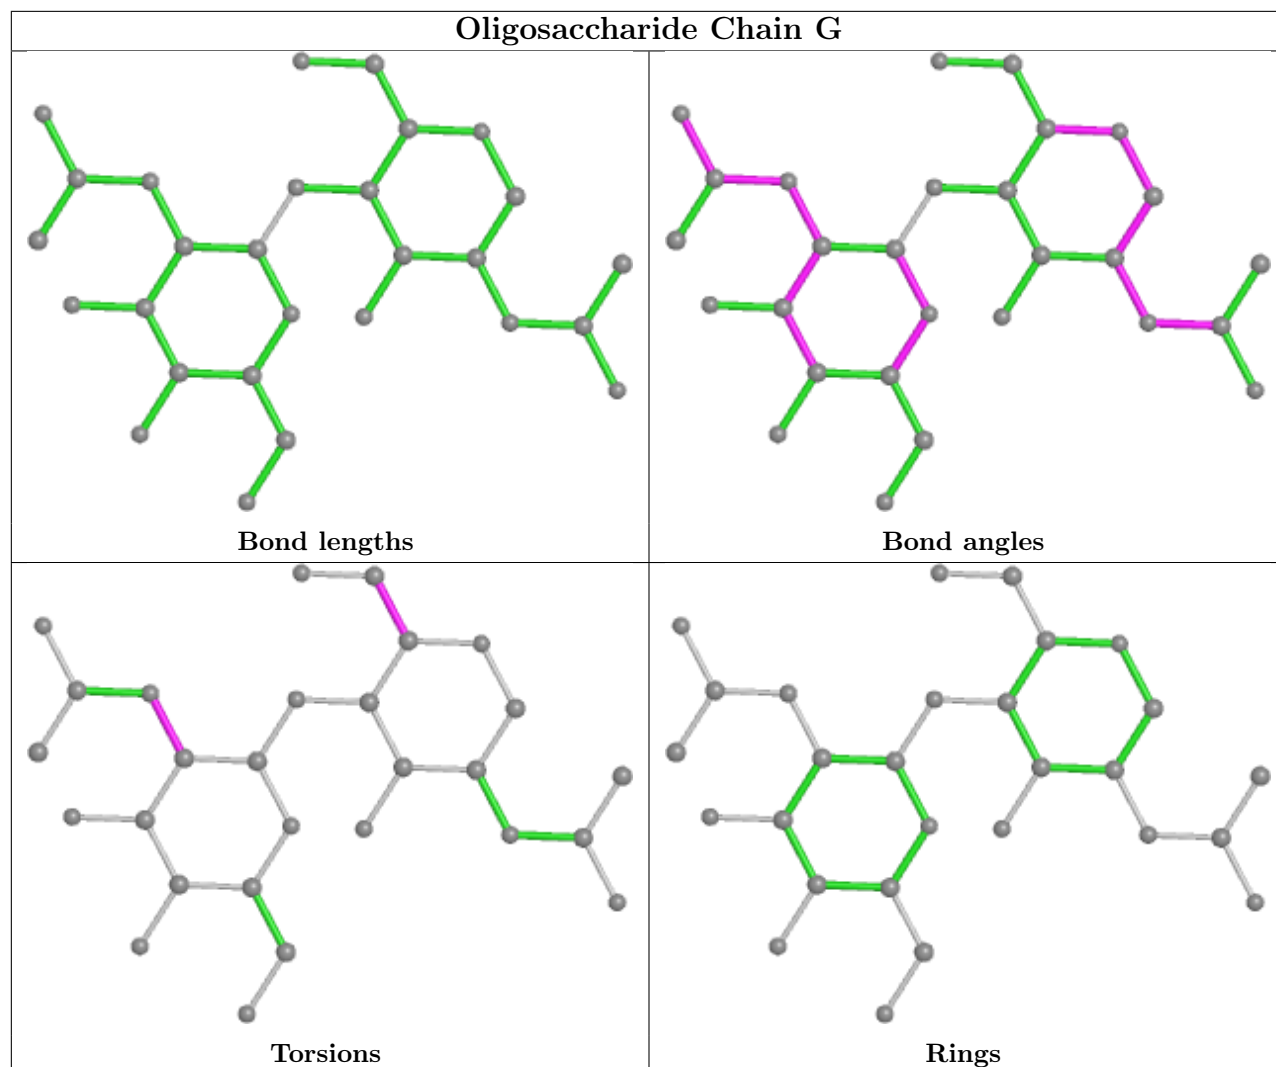 Oligosaccharide Chain G
Bond lengths
Bond angles
Torsions
Rings